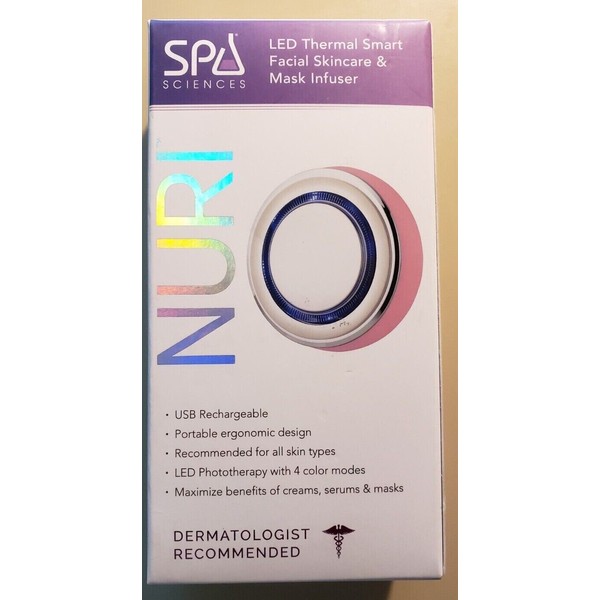 SPA
SCIENCES
LED Thermal Smart
Facial Skincare &
Mask Infuser
NURI™
• USB Rechargeable
• Portable ergonomic design
• Recommended for all skin types
• LED Phototherapy with 4 color modes
• Maximize benefits of creams, serums & masks
DERMATOLOGIST
RECOMMENDED